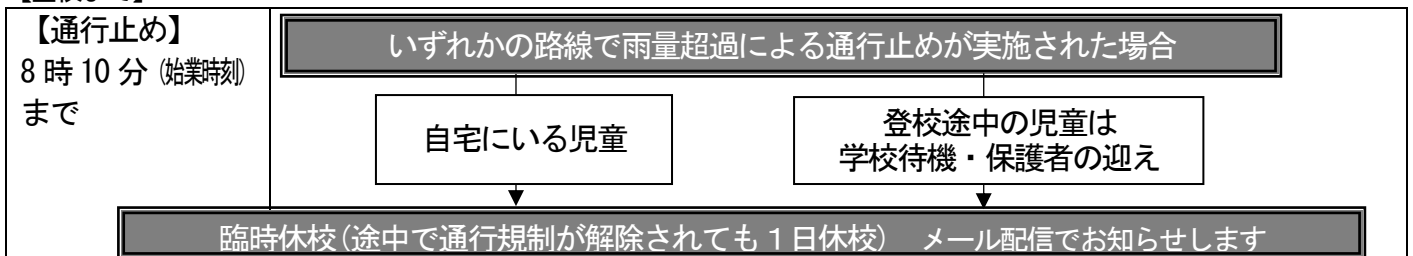 【通行止め】
8時10分(始業時刻)
まで
いずれかの路線で雨量超過による通行止めが実施された場合
自宅にいる児童
登校途中の児童は
学校待機・保護者の迎え
臨時休校(途中で通行規制が解除されても1日休校) メール配信でお知らせします